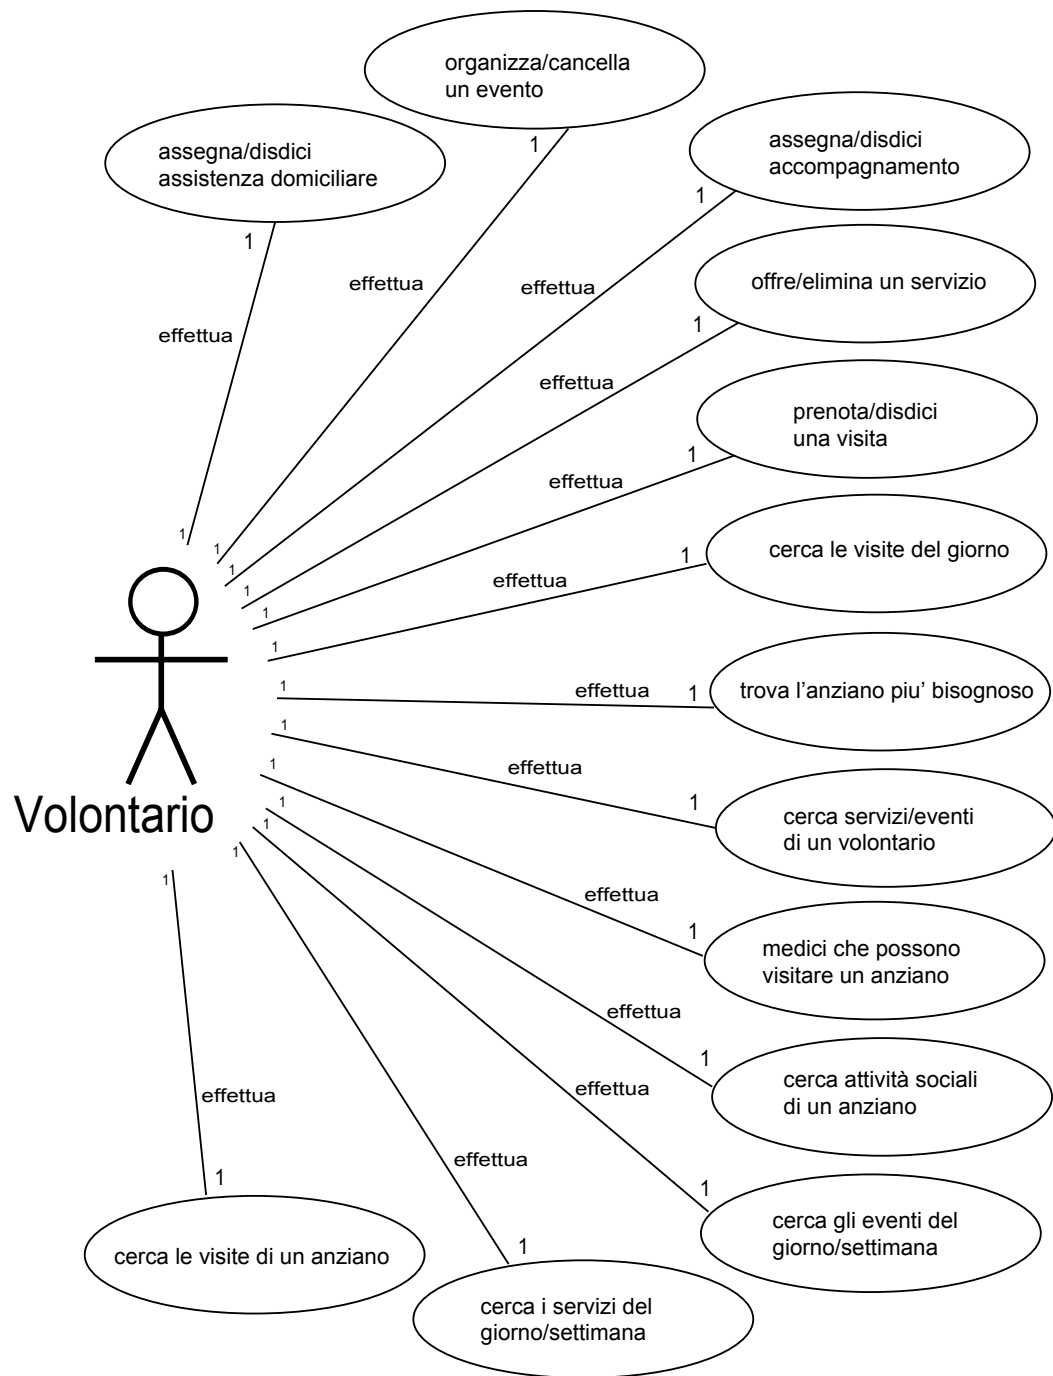 organizza/cancella
un evento
assegna/disdici
assistenza domiciliare
assegna/disdici
accompagnamento
1
1
1
effettua
effettua
effettua
offre/elimina un servizio
1
effettua
effettua
prenota/disdici
una visita
1
effettua
cerca le visite del giorno
1
effettua
1
1
1
1
1
1
trova l'anziano piu' bisognoso
1
effettua
1
1
effettua
cerca servizi/eventi
di un volontario
1
Volontario
1
1
1
1
1
effettua
medici che possono
visitare un anziano
1
effettua
cerca attività sociali
di un anziano
1
effettua
effettua
cerca gli eventi del
giorno/settimana
1
effettua
1
cerca le visite di un anziano
1
cerca i servizi del
giorno/settimana